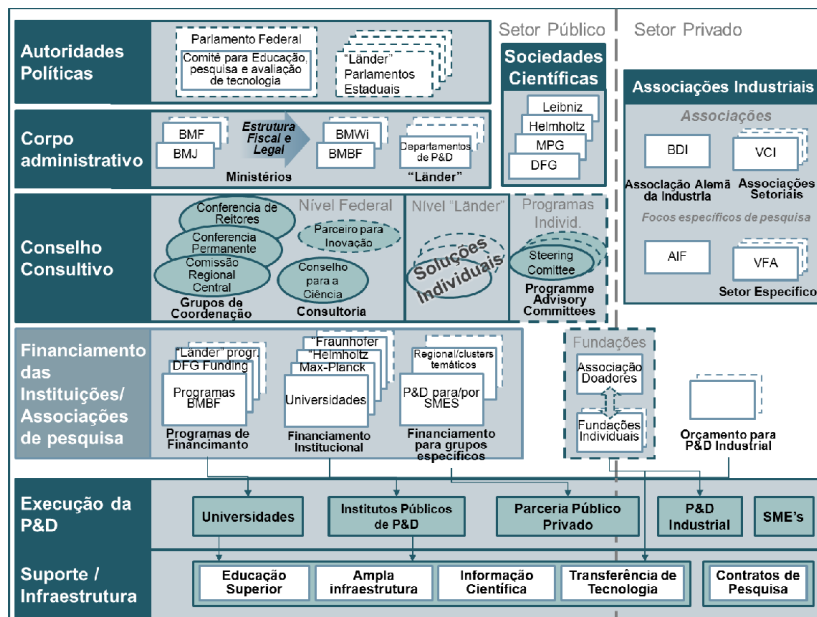 Setor Público
Setor Privado
Autoridades
Políticas
Parlamento Federal
Comité para Educação,
pesquisa e avaliação
de tecnologia
"Länder"
Parlamentos
Estaduais
Sociedades
Científicas
Leibniz
Helmholtz
MPG
DFG
Associações Industriais
Associações
BDI
VCI
Associação Alemã
da Industria
Associações
Setoriais
Focos específicos de pesquisa
AIF
VFA
Setor Específico
Corpo
administrativo
BMF
BMJ
Estrutura
Fiscal e
Legal
BMWi
BMBF
Departamentos
de P&D
Ministérios
"Länder"
Conselho
Consultivo
Conferencia de
Reitores
Conferencia
Permanente
Comissão
Regional
Central
Grupos de
Coordenação
Nível Federal
Parceiro para
Inovação
Conselho
para a
Ciência
Consultoria
Nível "Länder"
Soluções
Individuais
Programas
Individ.
Steering
Comittee
Programme
Advisory
Committees
Financiamento
das
Instituições/
Associações
de pesquisa
"Länder" progr.
DFG Funding
Programas
BMBF
Programas de
Financimanto
"Fraunhofer
"Helmholtz
Max-Planck
Universidades
Financiamento
Institucional
Regional/clusters
temáticos
P&D para/por
SMES
Financiamento
para grupos
específicos
Fundações
Associação
Doadores
Fundações
Individuais
Orçamento para
P&D Industrial
Execução da
P&D
Universidades
Institutos Públicos
de P&D
Parceria Público
Privado
P&D
Industrial
SME's
Suporte /
Infraestrutura
Educação
Superior
Ampla
infraestrutura
Informação
Científica
Transferência de
Tecnologia
Contratos de
Pesquisa